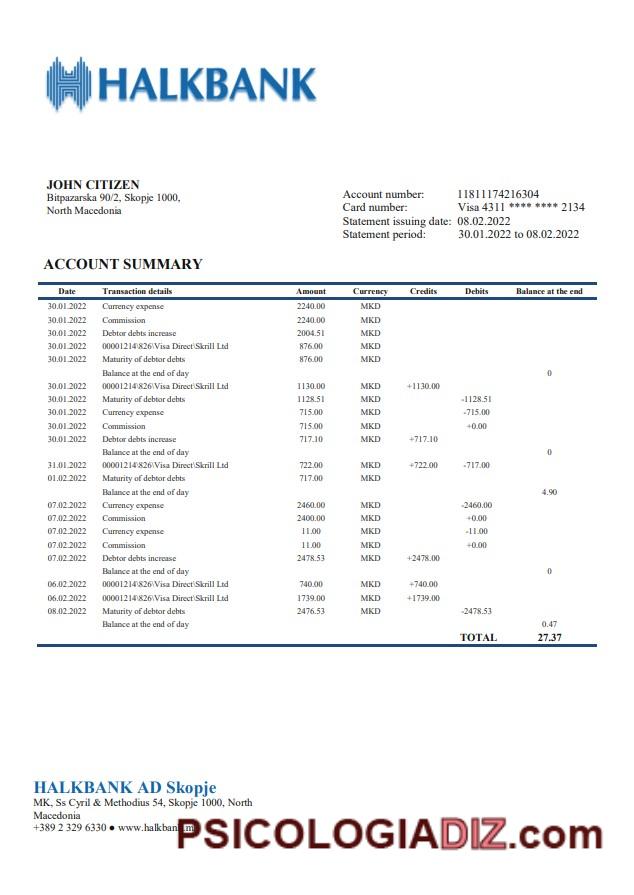 HALKBANK
JOHN CITIZEN
Bitpazarska 90/2, Skopje 1000,
North Macedonia
Account number: 11811174216304
Card number: Visa 4311 **** **** 2134
Statement issuing date: 08.02.2022
Statement period: 30.01.2022 to 08.02.2022
ACCOUNT SUMMARY
Date Transaction details Amount Currency Credits Debits Balance at the end
30.01.2022 Currency expense 2240.00 MKD
30.01.2022 Commission 2240.00 MKD
30.01.2022 Debtor debts increase 2004.51 MKD
30.01.2022 00001214\826\Visa Direct\Skrill Ltd 876.00 MKD
30.01.2022 Maturity of debtor debts 876.00 MKD
Balance at the end of day 0
30.01.2022 00001214\826\Visa Direct\Skrill Ltd 1130.00 MKD +1130.00
30.01.2022 Maturity of debtor debts 1128.51 MKD -1128.51
30.01.2022 Currency expense 715.00 MKD -715.00
30.01.2022 Commission 715.00 MKD +0.00
30.01.2022 Debtor debts increase 717.10 MKD +717.10
Balance at the end of day 0
31.01.2022 00001214\826\Visa Direct\Skrill Ltd 722.00 MKD +722.00 -717.00
01.02.2022 Maturity of debtor debts 717.00 MKD
Balance at the end of day 4.90
07.02.2022 Currency expense 2460.00 MKD -2460.00
07.02.2022 Commission 2400.00 MKD +0.00
07.02.2022 Currency expense 11.00 MKD -11.00
07.02.2022 Commission 11.00 MKD +0.00
07.02.2022 Debtor debts increase 2478.53 MKD +2478.00
Balance at the end of day 0
06.02.2022 00001214\826\Visa Direct\Skrill Ltd 740.00 MKD +740.00
06.02.2022 00001214\826\Visa Direct\Skrill Ltd 1739.00 MKD +1739.00
08.02.2022 Maturity of debtor debts 2476.53 MKD -2478.53
Balance at the end of day 0.47
TOTAL 27.37
HALKBANK AD Skopje
MK, Ss Cyril & Methodius 54, Skopje 1000, North
Macedonia
+389 2 329 6330 ● www.halkbank.m
PSICOLOGIADIZ.com